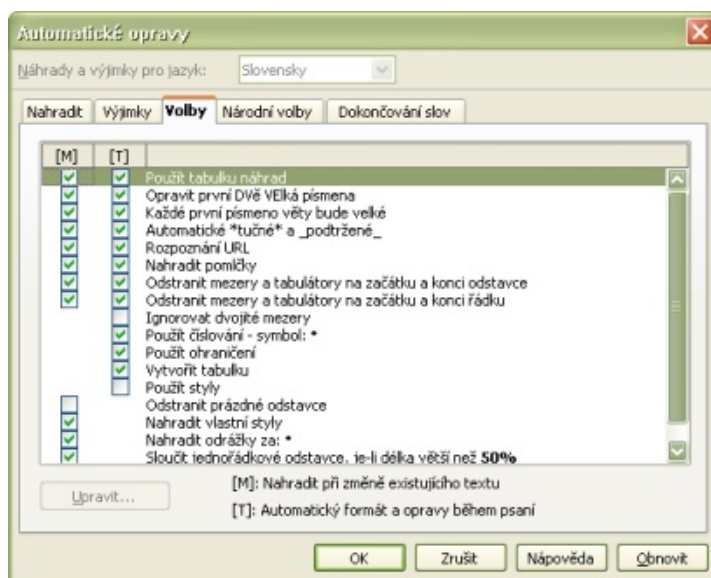 Automatické opravy
Náhrady a výjimky pro jazyk: Slovensky
Nahradit Výjimky Volby Národní volby Dokončování slov
[M] [T]
Použít tabulku náhrad
Opravit první DVě VElká písmena
Každé první písmeno věty bude velké
Automatické *tučné* a _podtržené_
Rozpoznání URL
Nahradit pomlčky
Odstranit mezery a tabulátory na začátku a konci odstavce
Odstranit mezery a tabulátory na začátku a konci řádku
Ignorovat dvojité mezery
Použít číslování - symbol: *
Použít ohraničení
Vytvořit tabulku
Použít styly
Odstranit prázdné odstavce
Nahradit vlastní styly
Nahradit odrážky za: *
Sloučit jednořádkové odstavce, je-li délka větší než 50%
Upravit... [M]: Nahradit při změně existujícího textu
[T]: Automatický formát a opravy během psaní
OK Zrušit Nápověda Obnovit